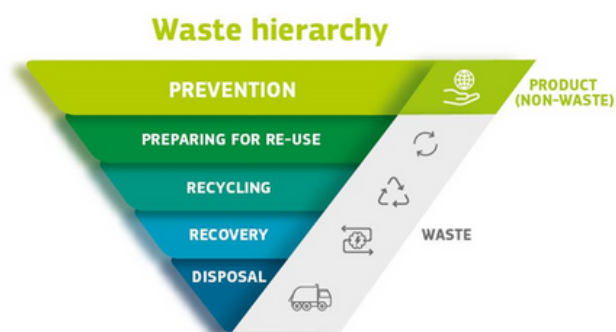 Waste hierarchy
PREVENTION
PRODUCT
(NON-WASTE)
PREPARING FOR RE-USE
RECYCLING
RECOVERY
WASTE
DISPOSAL